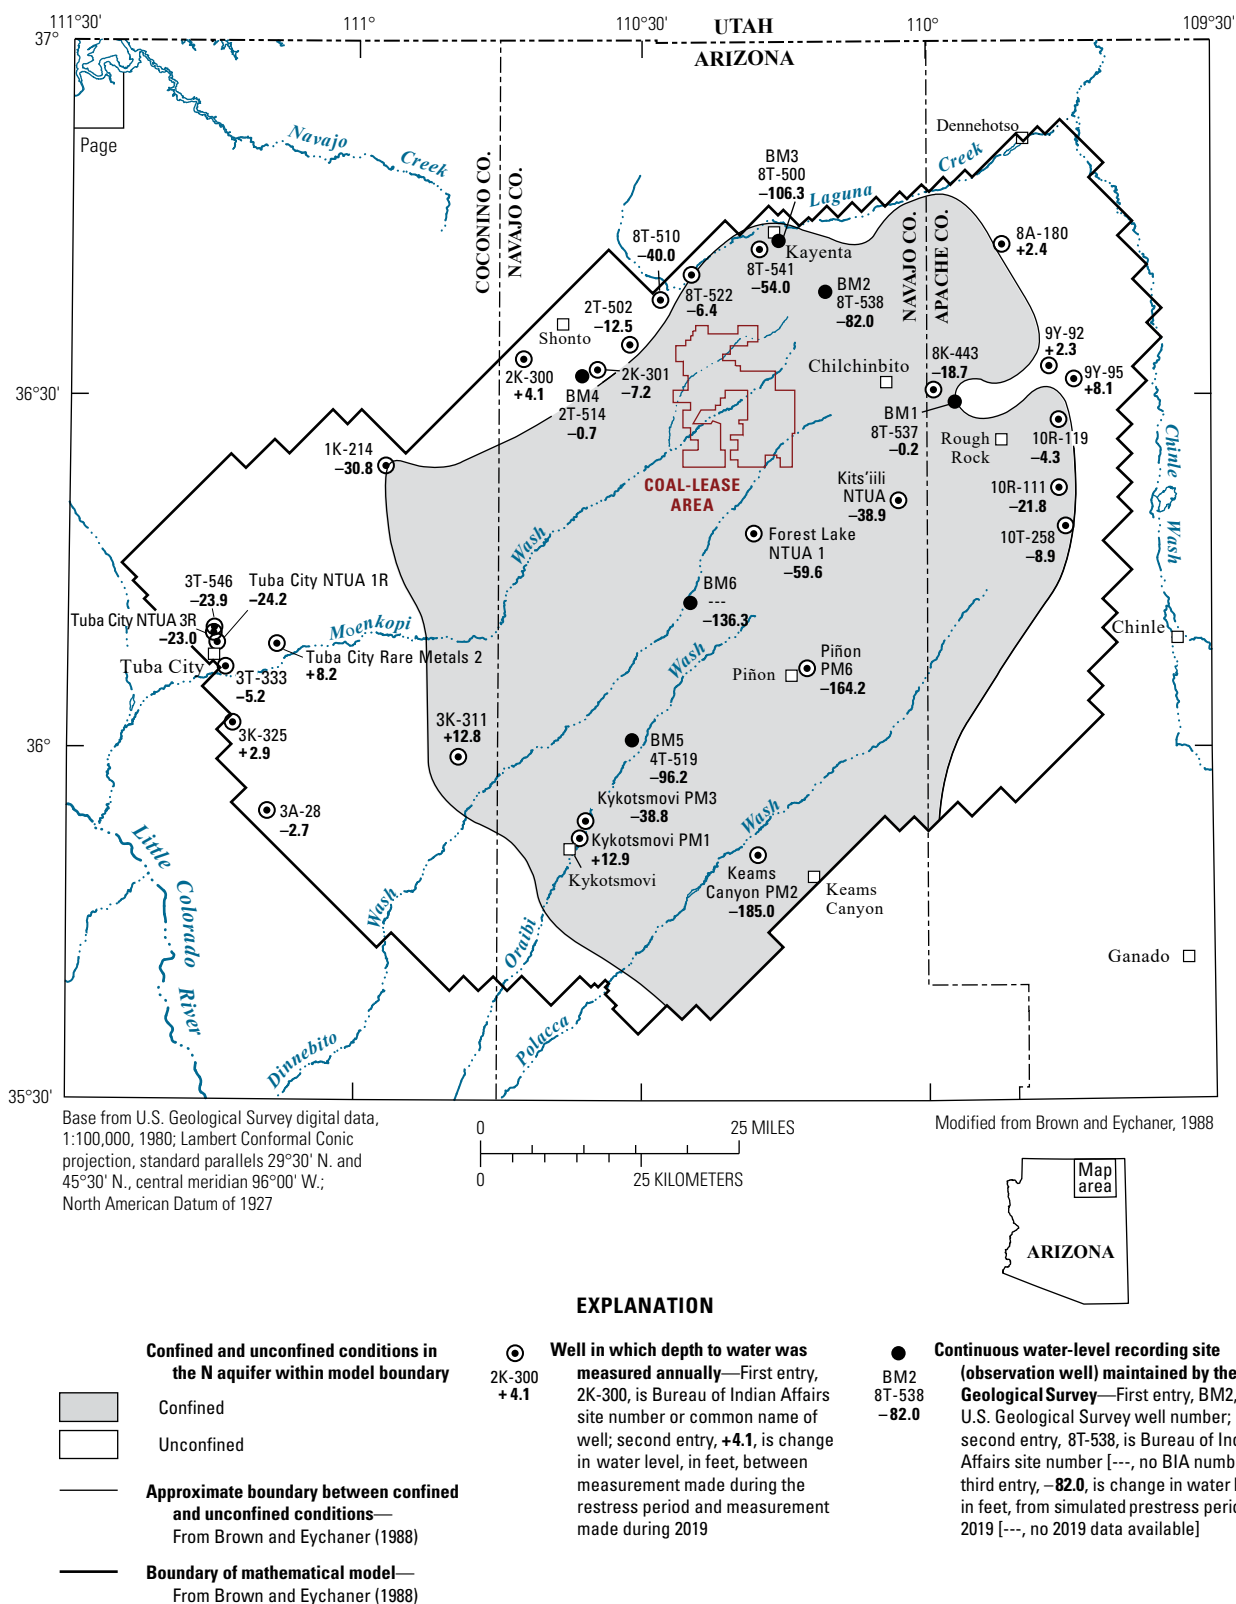 111°30'
111°
110°30'
110°
109°30'
37°
UTAH
ARIZONA
Page
Navajo
Creek
COCONINO CO.
NAVAJO CO.
Dennehotso
BM3
8T-500
−106.3
Laguna
Creek
Kayenta
8T-541
−54.0
8T-510
−40.0
8T-522
−6.4
BM2
8T-538
−82.0
NAVAJO CO.
APACHE CO.
8A-180
+2.4
2T-502
−12.5
Shonto
2K-300
+4.1
BM4
2T-514
−0.7
2K-301
−7.2
Chilchinbito
8K-443
−18.7
9Y-92
+2.3
9Y-95
+8.1
36°30'
BM1
8T-537
−0.2
Rough
Rock
10R-119
−4.3
Chinle
Wash
1K-214
−30.8
COAL-LEASE
AREA
Kits'iili
NTUA
−38.9
10R-111
−21.8
10T-258
−8.9
Wash
Forest Lake
NTUA 1
−59.6
3T-546
−23.9
Tuba City NTUA 1R
−24.2
Tuba City NTUA 3R
−23.0
Moenkopi
BM6
---
−136.3
Chinle
Tuba City
Tuba City Rare Metals 2
+8.2
3T-333
−5.2
Wash
Piñon
Piñon
PM6
−164.2
3K-325
+2.9
3K-311
+12.8
36°
BM5
4T-519
−96.2
3A-28
−2.7
Kykotsmovi PM3
−38.8
Kykotsmovi PM1
+12.9
Kykotsmovi
Wash
Keams
Canyon PM2
−185.0
Keams
Canyon
Little
Colorado
River
Wash
Oraibi
Ganado
Polacca
Dinnebito
35°30'
Base from U.S. Geological Survey digital data,
1:100,000, 1980; Lambert Conformal Conic
projection, standard parallels 29°30' N. and
45°30' N., central meridian 96°00' W.;
North American Datum of 1927
0
25 MILES
0
25 KILOMETERS
Modified from Brown and Eychaner, 1988
Map
area
ARIZONA
EXPLANATION
Confined and unconfined conditions in
the N aquifer within model boundary
Confined
Unconfined
Approximate boundary between confined
and unconfined conditions—
From Brown and Eychaner (1988)
Boundary of mathematical model—
From Brown and Eychaner (1988)
2K-300
+4.1
Well in which depth to water was
measured annually—First entry,
2K-300, is Bureau of Indian Affairs
site number or common name of
well; second entry, +4.1, is change
in water level, in feet, between
measurement made during the
restress period and measurement
made during 2019
BM2
8T-538
−82.0
Continuous water-level recording site
(observation well) maintained by the
Geological Survey—First entry, BM2,
U.S. Geological Survey well number;
second entry, 8T-538, is Bureau of
Affairs site number [---, no BIA
third entry, −82.0, is change in water
in feet, from simulated prestress
2019 [---, no 2019 data available]